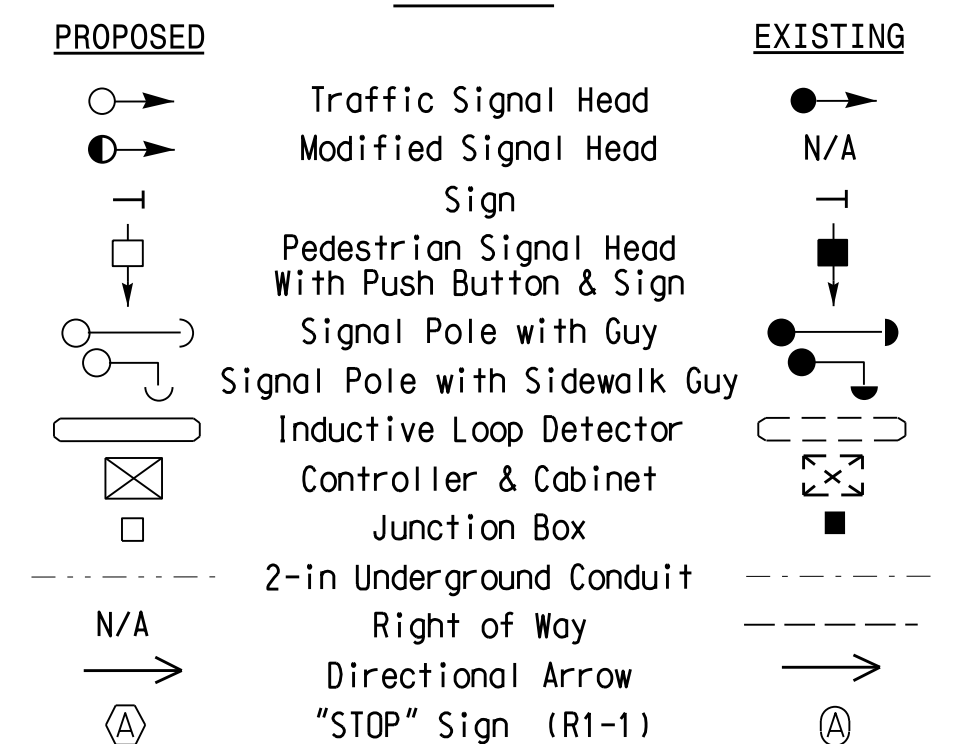 PROPOSED EXISTING
Traffic Signal Head
Modified Signal Head N/A
Sign
Pedestrian Signal Head
With Push Button & Sign
Signal Pole with Guy
Signal Pole with Sidewalk Guy
Inductive Loop Detector
Controller & Cabinet
Junction Box
2-in Underground Conduit
N/A Right of Way
Directional Arrow
A "STOP" Sign (R1-1) A